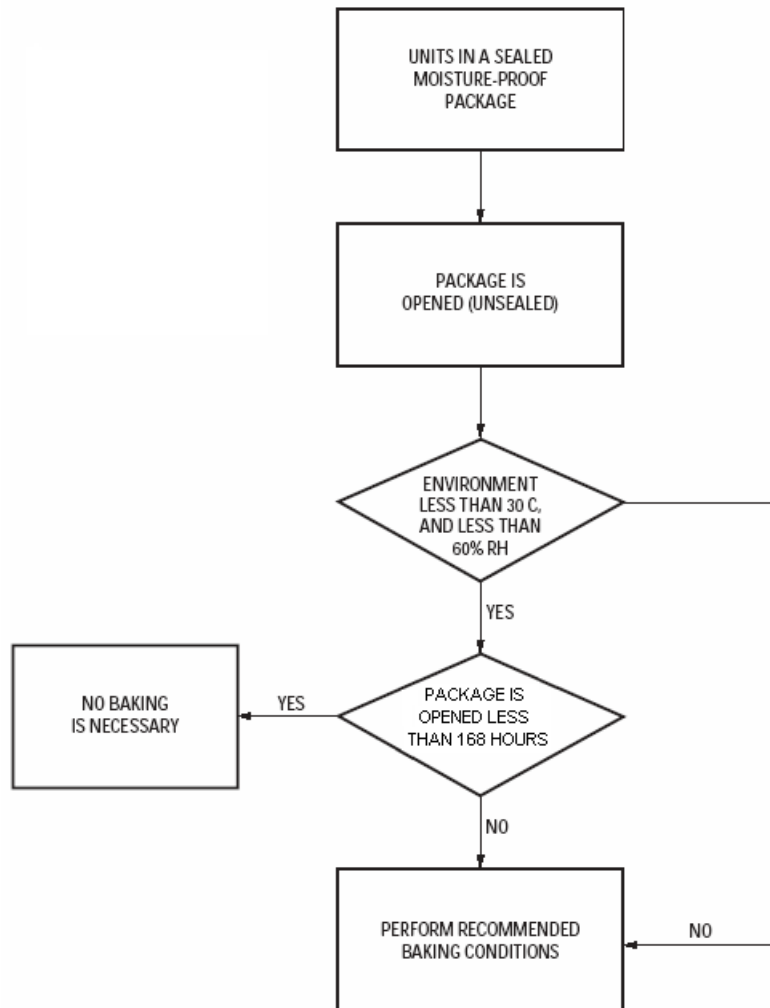 UNITS IN A SEALED
MOISTURE-PROOF
PACKAGE
PACKAGE IS
OPENED (UNSEALED)
ENVIRONMENT
LESS THAN 30 C,
AND LESS THAN
60% RH
YES
NO BAKING
IS NECESSARY
YES
PACKAGE IS
OPENED LESS
THAN 168 HOURS
NO
PERFORM RECOMMENDED
BAKING CONDITIONS
NO